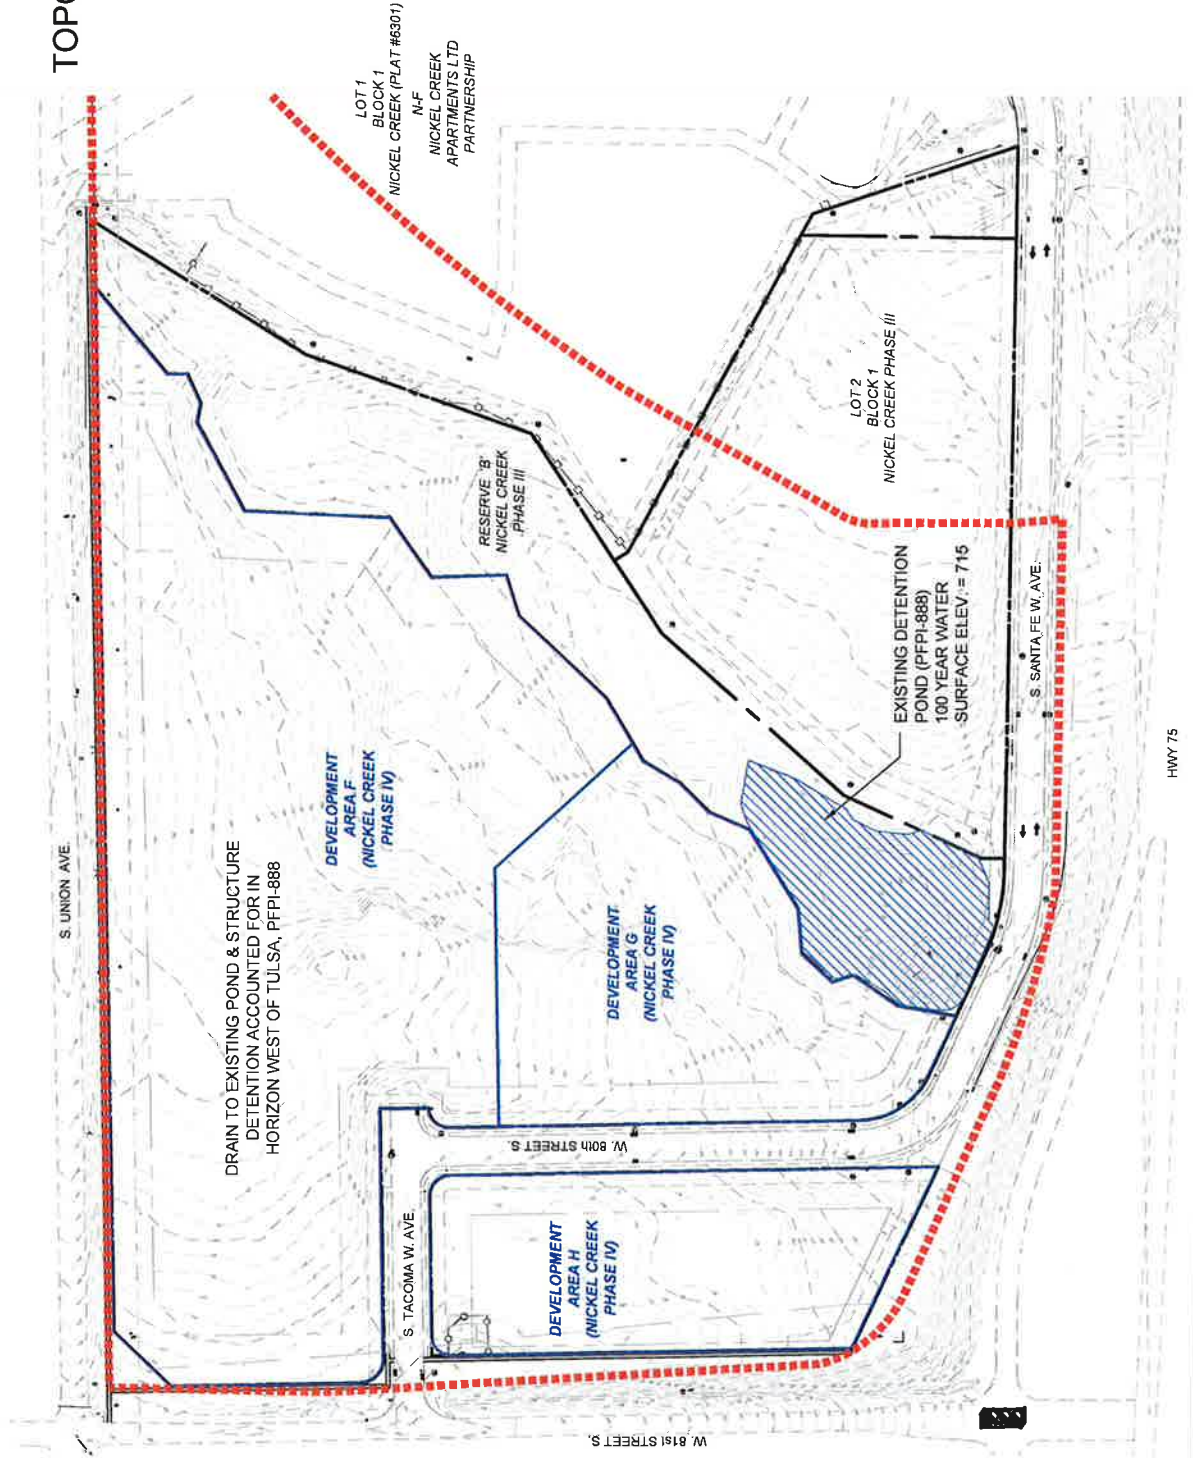 TOPO
LOT 1
BLOCK 1
NICKEL CREEK (PLAT #6301)
N-F
NICKEL CREEK
APARTMENTS LTD
PARTNERSHIP
S. UNION AVE.
DRAIN TO EXISTING POND & STRUCTURE
DETENTION ACCOUNTED FOR IN
HORIZON WEST OF TULSA, PFPI-888
DEVELOPMENT
AREA F
(NICKEL CREEK
PHASE IV)
RESERVE 'B'
NICKEL CREEK
PHASE III
LOT 2
BLOCK 1
NICKEL CREEK PHASE III
DEVELOPMENT
AREA G
(NICKEL CREEK
PHASE IV)
EXISTING DETENTION
POND (PFPI-888)
100 YEAR WATER
SURFACE ELEV. = 715
S. SANTA FE W. AVE.
HWY 75
W. 80th STREET S.
S. TACOMA W. AVE.
DEVELOPMENT
AREA H
(NICKEL CREEK
PHASE IV)
W. 81st STREET S.